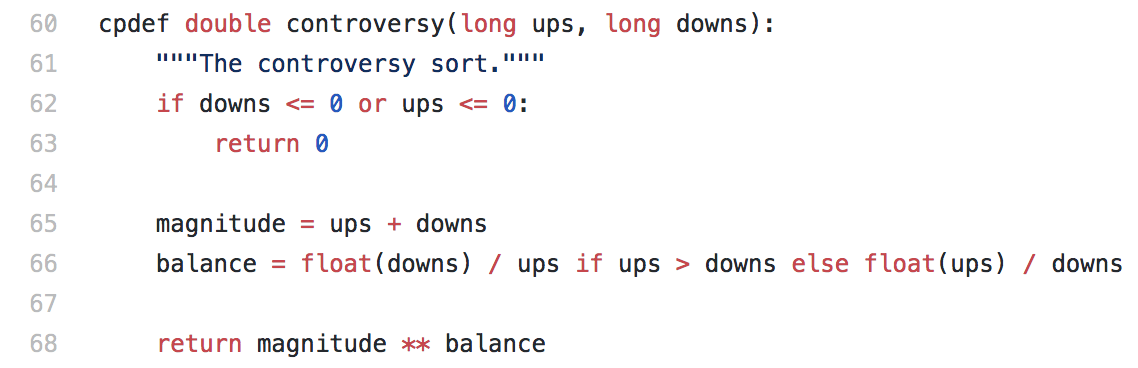 60 cpdef double controversy(long ups, long downs):
61     """The controversy sort."""
62     if downs <= 0 or ups <= 0:
63         return 0
64
65     magnitude = ups + downs
66     balance = float(downs) / ups if ups > downs else float(ups) / downs
67
68     return magnitude ** balance